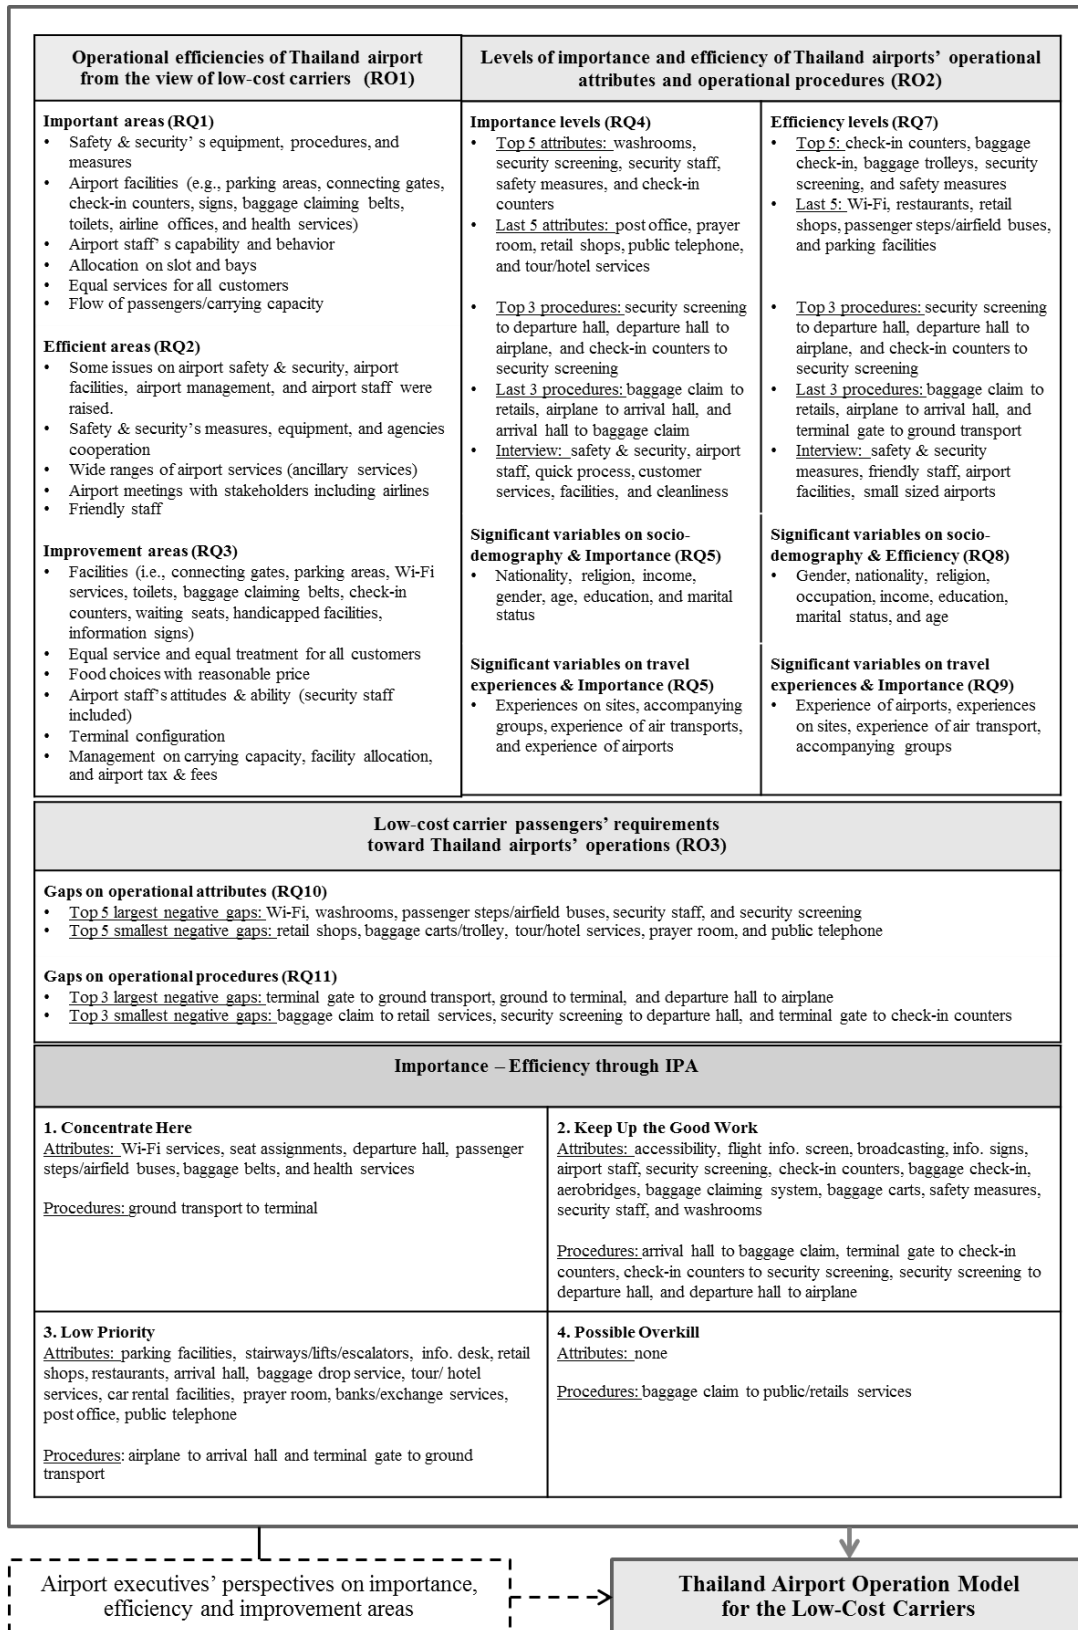 Operational efficiencies of Thailand airport
from the view of low-cost carriers (RO1)
Important areas (RQ1)
• Safety & security' s equipment, procedures, and
measures
• Airport facilities (e.g., parking areas, connecting gates,
check-in counters, signs, baggage claiming belts,
toilets, airline offices, and health services)
• Airport staff' s capability and behavior
• Allocation on slot and bays
• Equal services for all customers
• Flow of passengers/carrying capacity
Efficient areas (RQ2)
• Some issues on airport safety & security, airport
facilities, airport management, and airport staff were
raised.
• Safety & security's measures, equipment, and agencies
cooperation
• Wide ranges of airport services (ancillary services)
• Airport meetings with stakeholders including airlines
• Friendly staff
Improvement areas (RQ3)
• Facilities (i.e., connecting gates, parking areas, Wi-Fi
services, toilets, baggage claiming belts, check-in
counters, waiting seats, handicapped facilities,
information signs)
• Equal service and equal treatment for all customers
• Food choices with reasonable price
• Airport staff's attitudes & ability (security staff
included)
• Terminal configuration
• Management on carrying capacity, facility allocation,
and airport tax & fees
Levels of importance and efficiency of Thailand airports' operational
attributes and operational procedures (RO2)
Importance levels (RQ4)
• Top 5 attributes: washrooms,
security screening, security staff,
safety measures, and check-in
counters
• Last 5 attributes: post office, prayer
room, retail shops, public telephone,
and tour/hotel services
• Top 3 procedures: security screening
to departure hall, departure hall to
airplane, and check-in counters to
security screening
• Last 3 procedures: baggage claim to
retails, airplane to arrival hall, and
arrival hall to baggage claim
• Interview: safety & security, airport
staff, quick process, customer
services, facilities, and cleanliness
Significant variables on socio-
demography & Importance (RQ5)
• Nationality, religion, income,
gender, age, education, and marital
status
Significant variables on travel
experiences & Importance (RQ5)
• Experiences on sites, accompanying
groups, experience of air transports,
and experience of airports
Efficiency levels (RQ7)
• Top 5: check-in counters, baggage
check-in, baggage trolleys, security
screening, and safety measures
• Last 5: Wi-Fi, restaurants, retail
shops, passenger steps/airfield buses,
and parking facilities
• Top 3 procedures: security screening
to departure hall, departure hall to
airplane, and check-in counters to
security screening
• Last 3 procedures: baggage claim to
retails, airplane to arrival hall, and
terminal gate to ground transport
• Interview: safety & security
measures, friendly staff, airport
facilities, small sized airports
Significant variables on socio-
demography & Efficiency (RQ8)
• Gender, nationality, religion,
occupation, income, education,
marital status, and age
Significant variables on travel
experiences & Importance (RQ9)
• Experience of airports, experiences
on sites, experience of air transport,
accompanying groups
Low-cost carrier passengers' requirements
toward Thailand airports' operations (RO3)
Gaps on operational attributes (RQ10)
• Top 5 largest negative gaps: Wi-Fi, washrooms, passenger steps/airfield buses, security staff, and security screening
• Top 5 smallest negative gaps: retail shops, baggage carts/trolley, tour/hotel services, prayer room, and public telephone
Gaps on operational procedures (RQ11)
• Top 3 largest negative gaps: terminal gate to ground transport, ground to terminal, and departure hall to airplane
• Top 3 smallest negative gaps: baggage claim to retail services, security screening to departure hall, and terminal gate to check-in counters
Importance – Efficiency through IPA
1. Concentrate Here
Attributes: Wi-Fi services, seat assignments, departure hall, passenger
steps/airfield buses, baggage belts, and health services
Procedures: ground transport to terminal
2. Keep Up the Good Work
Attributes: accessibility, flight info. screen, broadcasting, info. signs,
airport staff, security screening, check-in counters, baggage check-in,
aerobridges, baggage claiming system, baggage carts, safety measures,
security staff, and washrooms
Procedures: arrival hall to baggage claim, terminal gate to check-in
counters, check-in counters to security screening, security screening to
departure hall, and departure hall to airplane
3. Low Priority
Attributes: parking facilities, stairways/lifts/escalators, info. desk, retail
shops, restaurants, arrival hall, baggage drop service, tour/ hotel
services, car rental facilities, prayer room, banks/exchange services,
post office, public telephone
Procedures: airplane to arrival hall and terminal gate to ground
transport
4. Possible Overkill
Attributes: none
Procedures: baggage claim to public/retails services
Airport executives' perspectives on importance,
efficiency and improvement areas
Thailand Airport Operation Model
for the Low-Cost Carriers